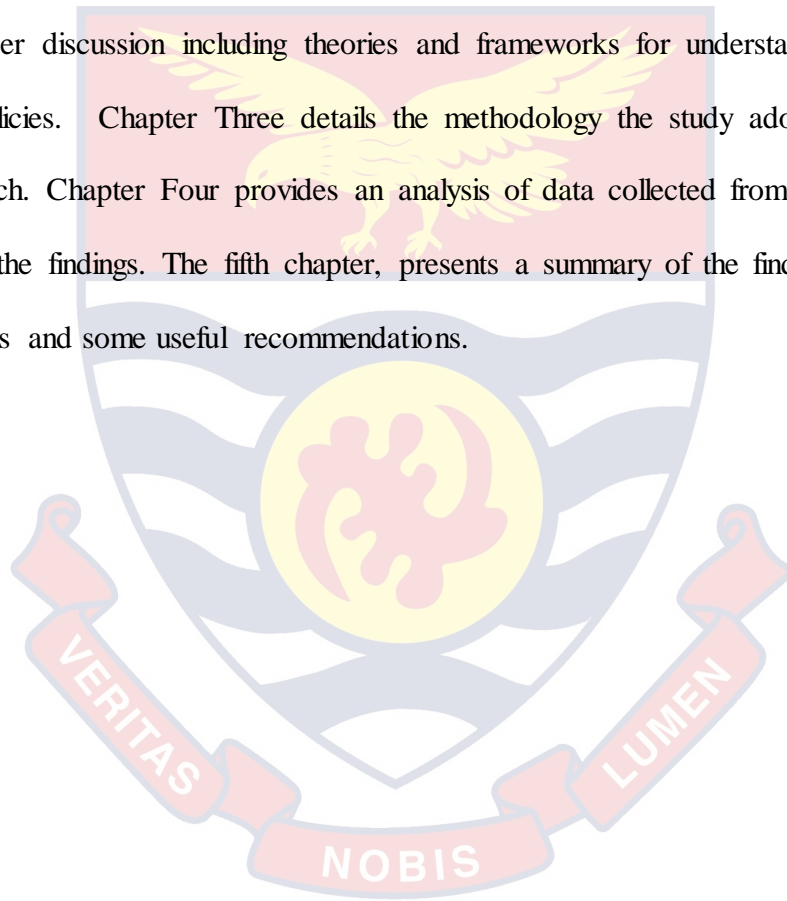 er discussion including theories and frameworks for understa
licies. Chapter Three details the methodology the study ado
ch. Chapter Four provides an analysis of data collected from
the findings. The fifth chapter, presents a summary of the find
s and some useful recommendations.
VERITAS
NOBIS
LUMEN